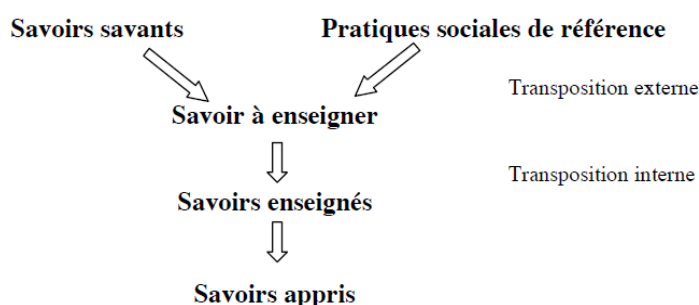 Savoirs savants
Pratiques sociales de référence
Transposition externe
Savoir à enseigner
Transposition interne
Savoirs enseignés
Savoirs appris